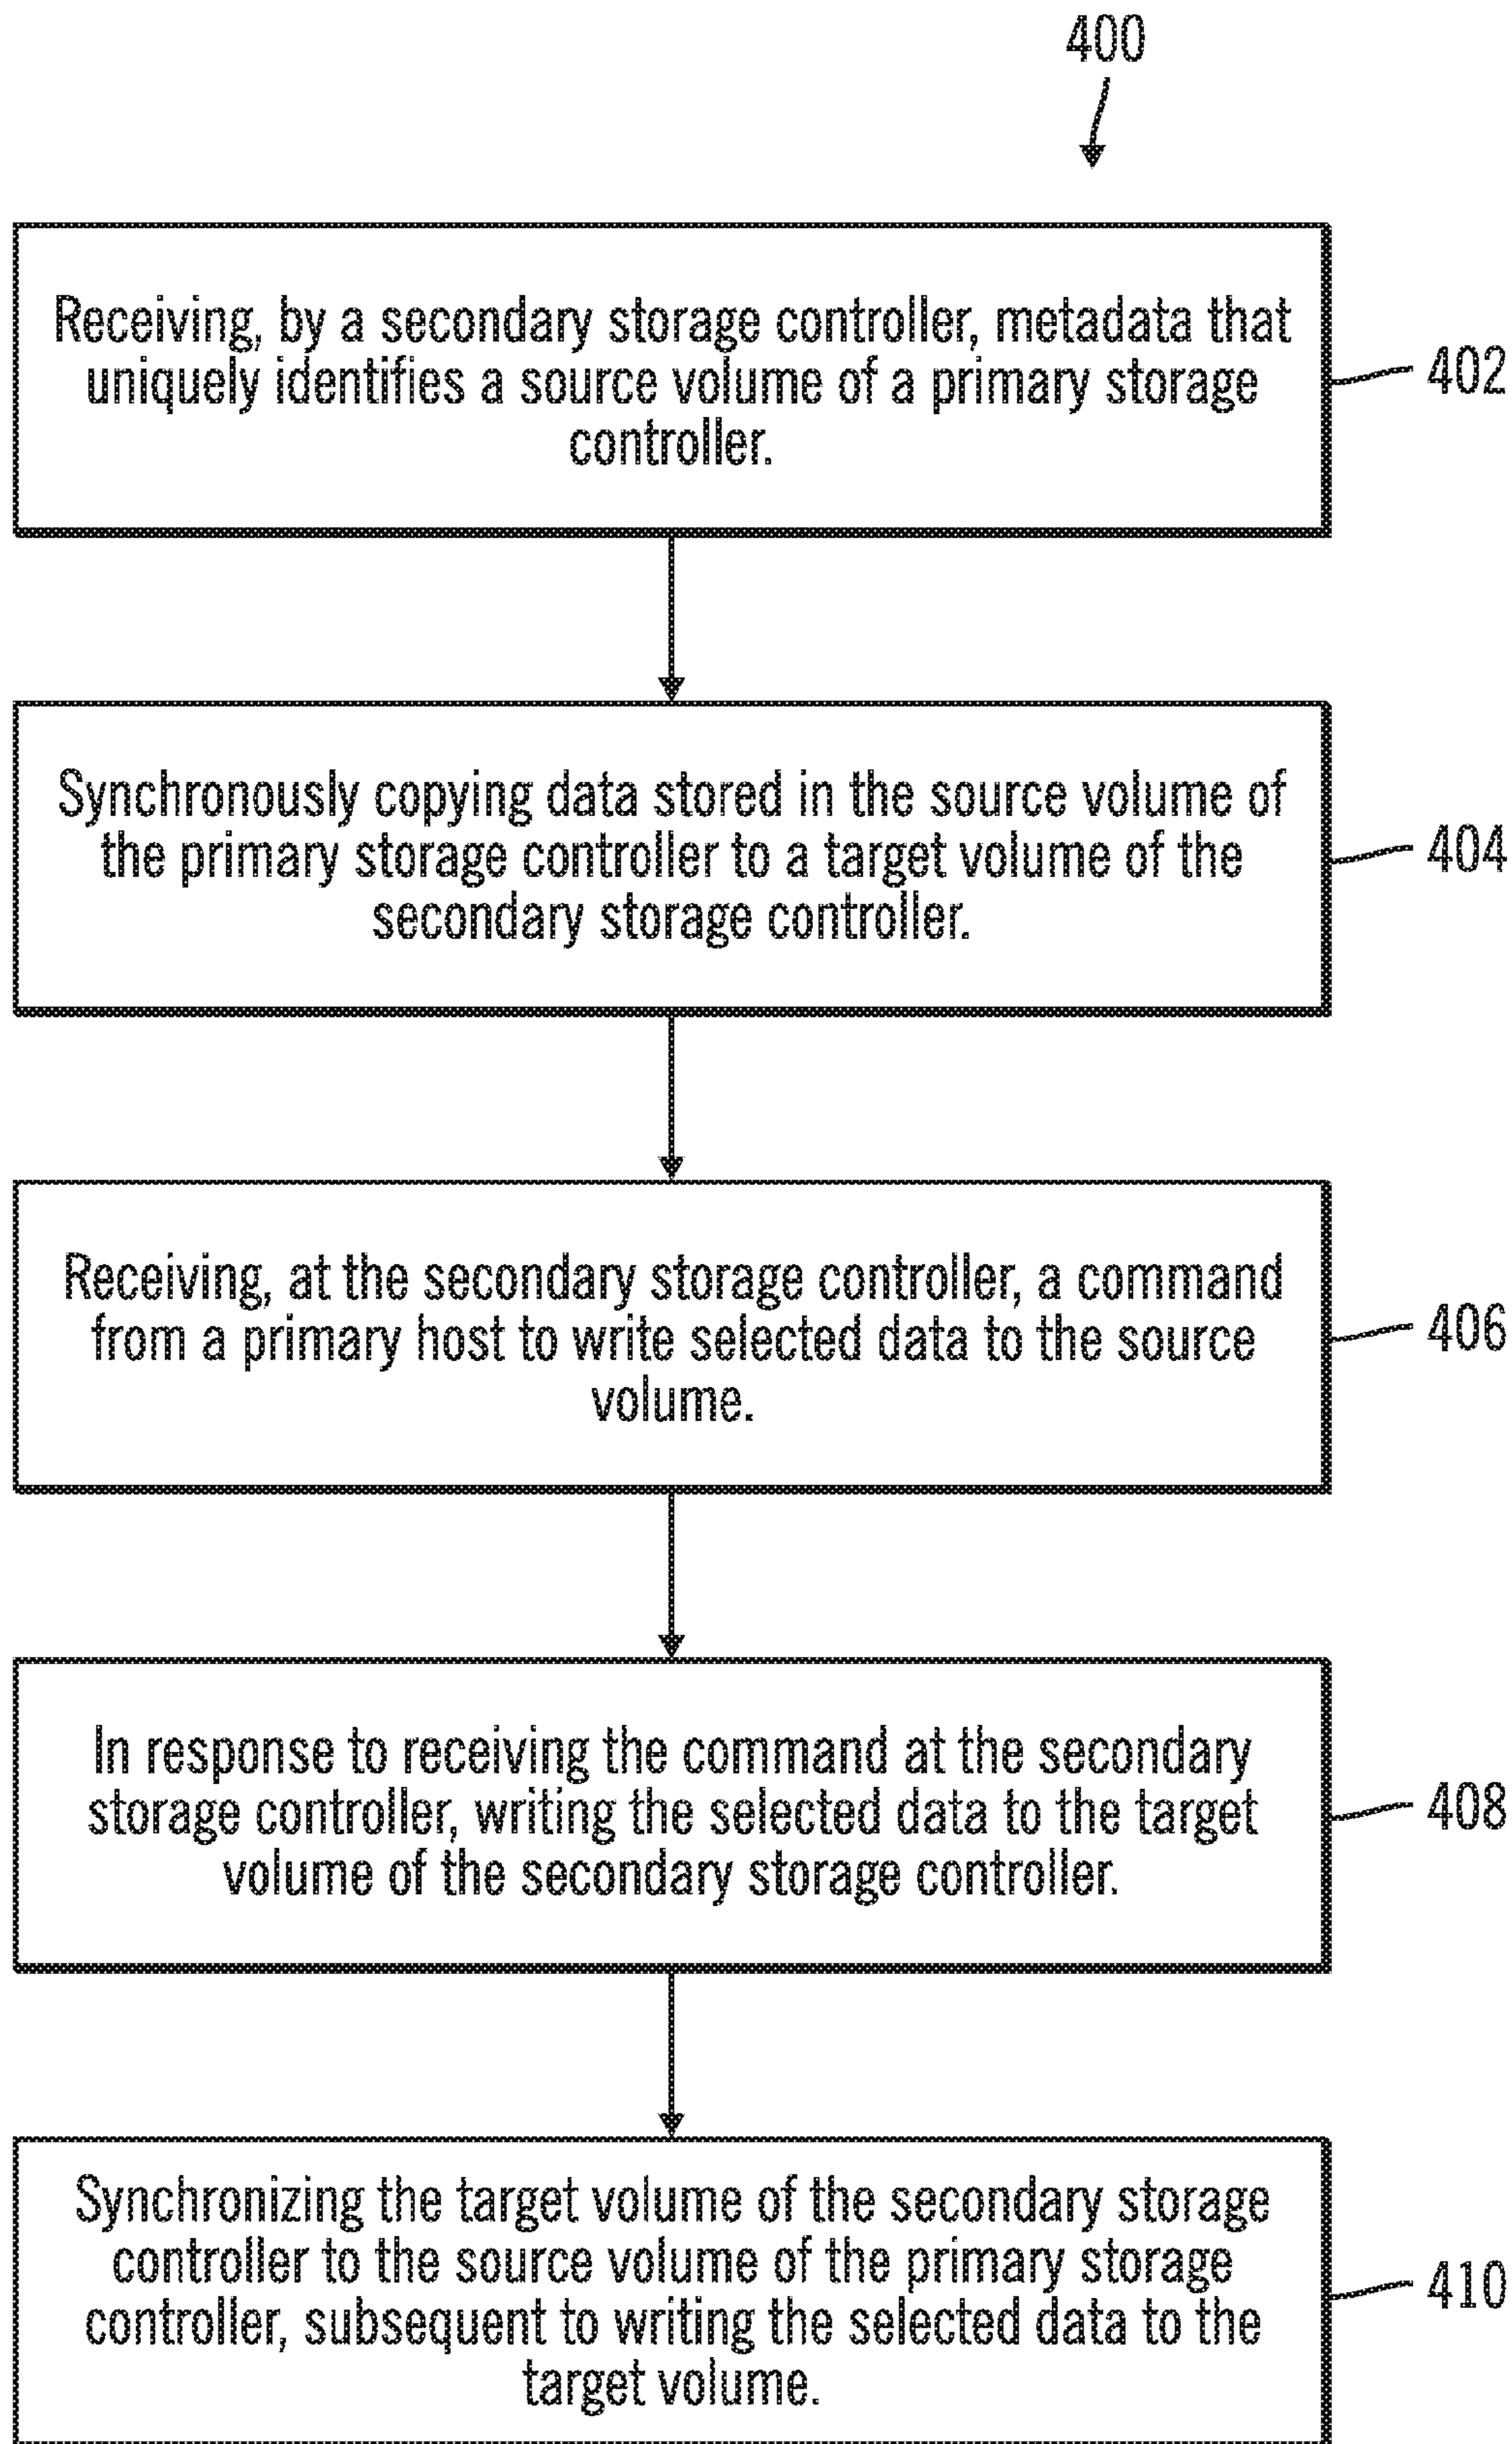 400
Receiving, by a secondary storage controller, metadata that
uniquely identifies a source volume of a primary storage
controller.
402
Synchronously copying data stored in the source volume of
the primary storage controller to a target volume of the
secondary storage controller.
404
Receiving, at the secondary storage controller, a command
from a primary host to write selected data to the source
volume.
406
In response to receiving the command at the secondary
storage controller, writing the selected data to the target
volume of the secondary storage controller.
408
Synchronizing the target volume of the secondary storage
controller to the source volume of the primary storage
controller, subsequent to writing the selected data to the
target volume.
410